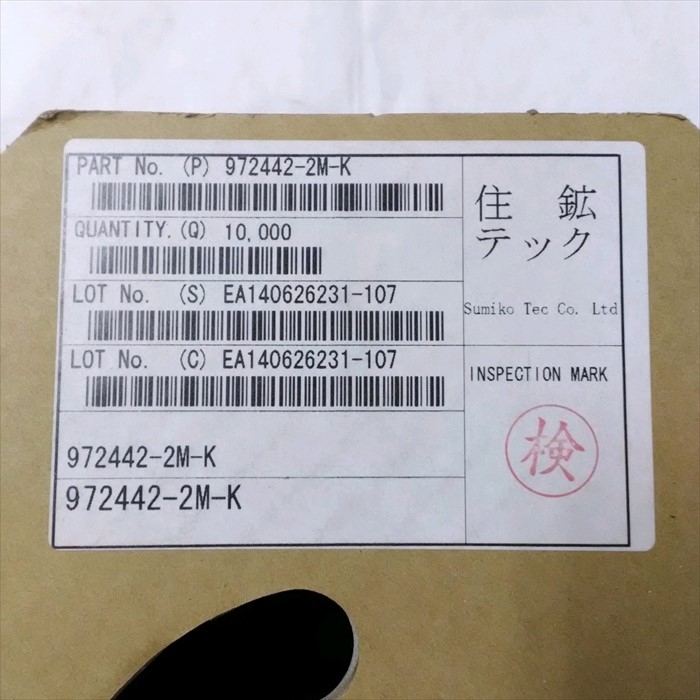 PART No. (P) 972442-2M-K
QUANTITY.(Q) 10,000
LOT No. (S) EA140626231-107
LOT No. (C) EA140626231-107
972442-2M-K
972442-2M-K
住 鉱
テック
Sumiko Tec Co. Ltd
INSPECTION MARK
検